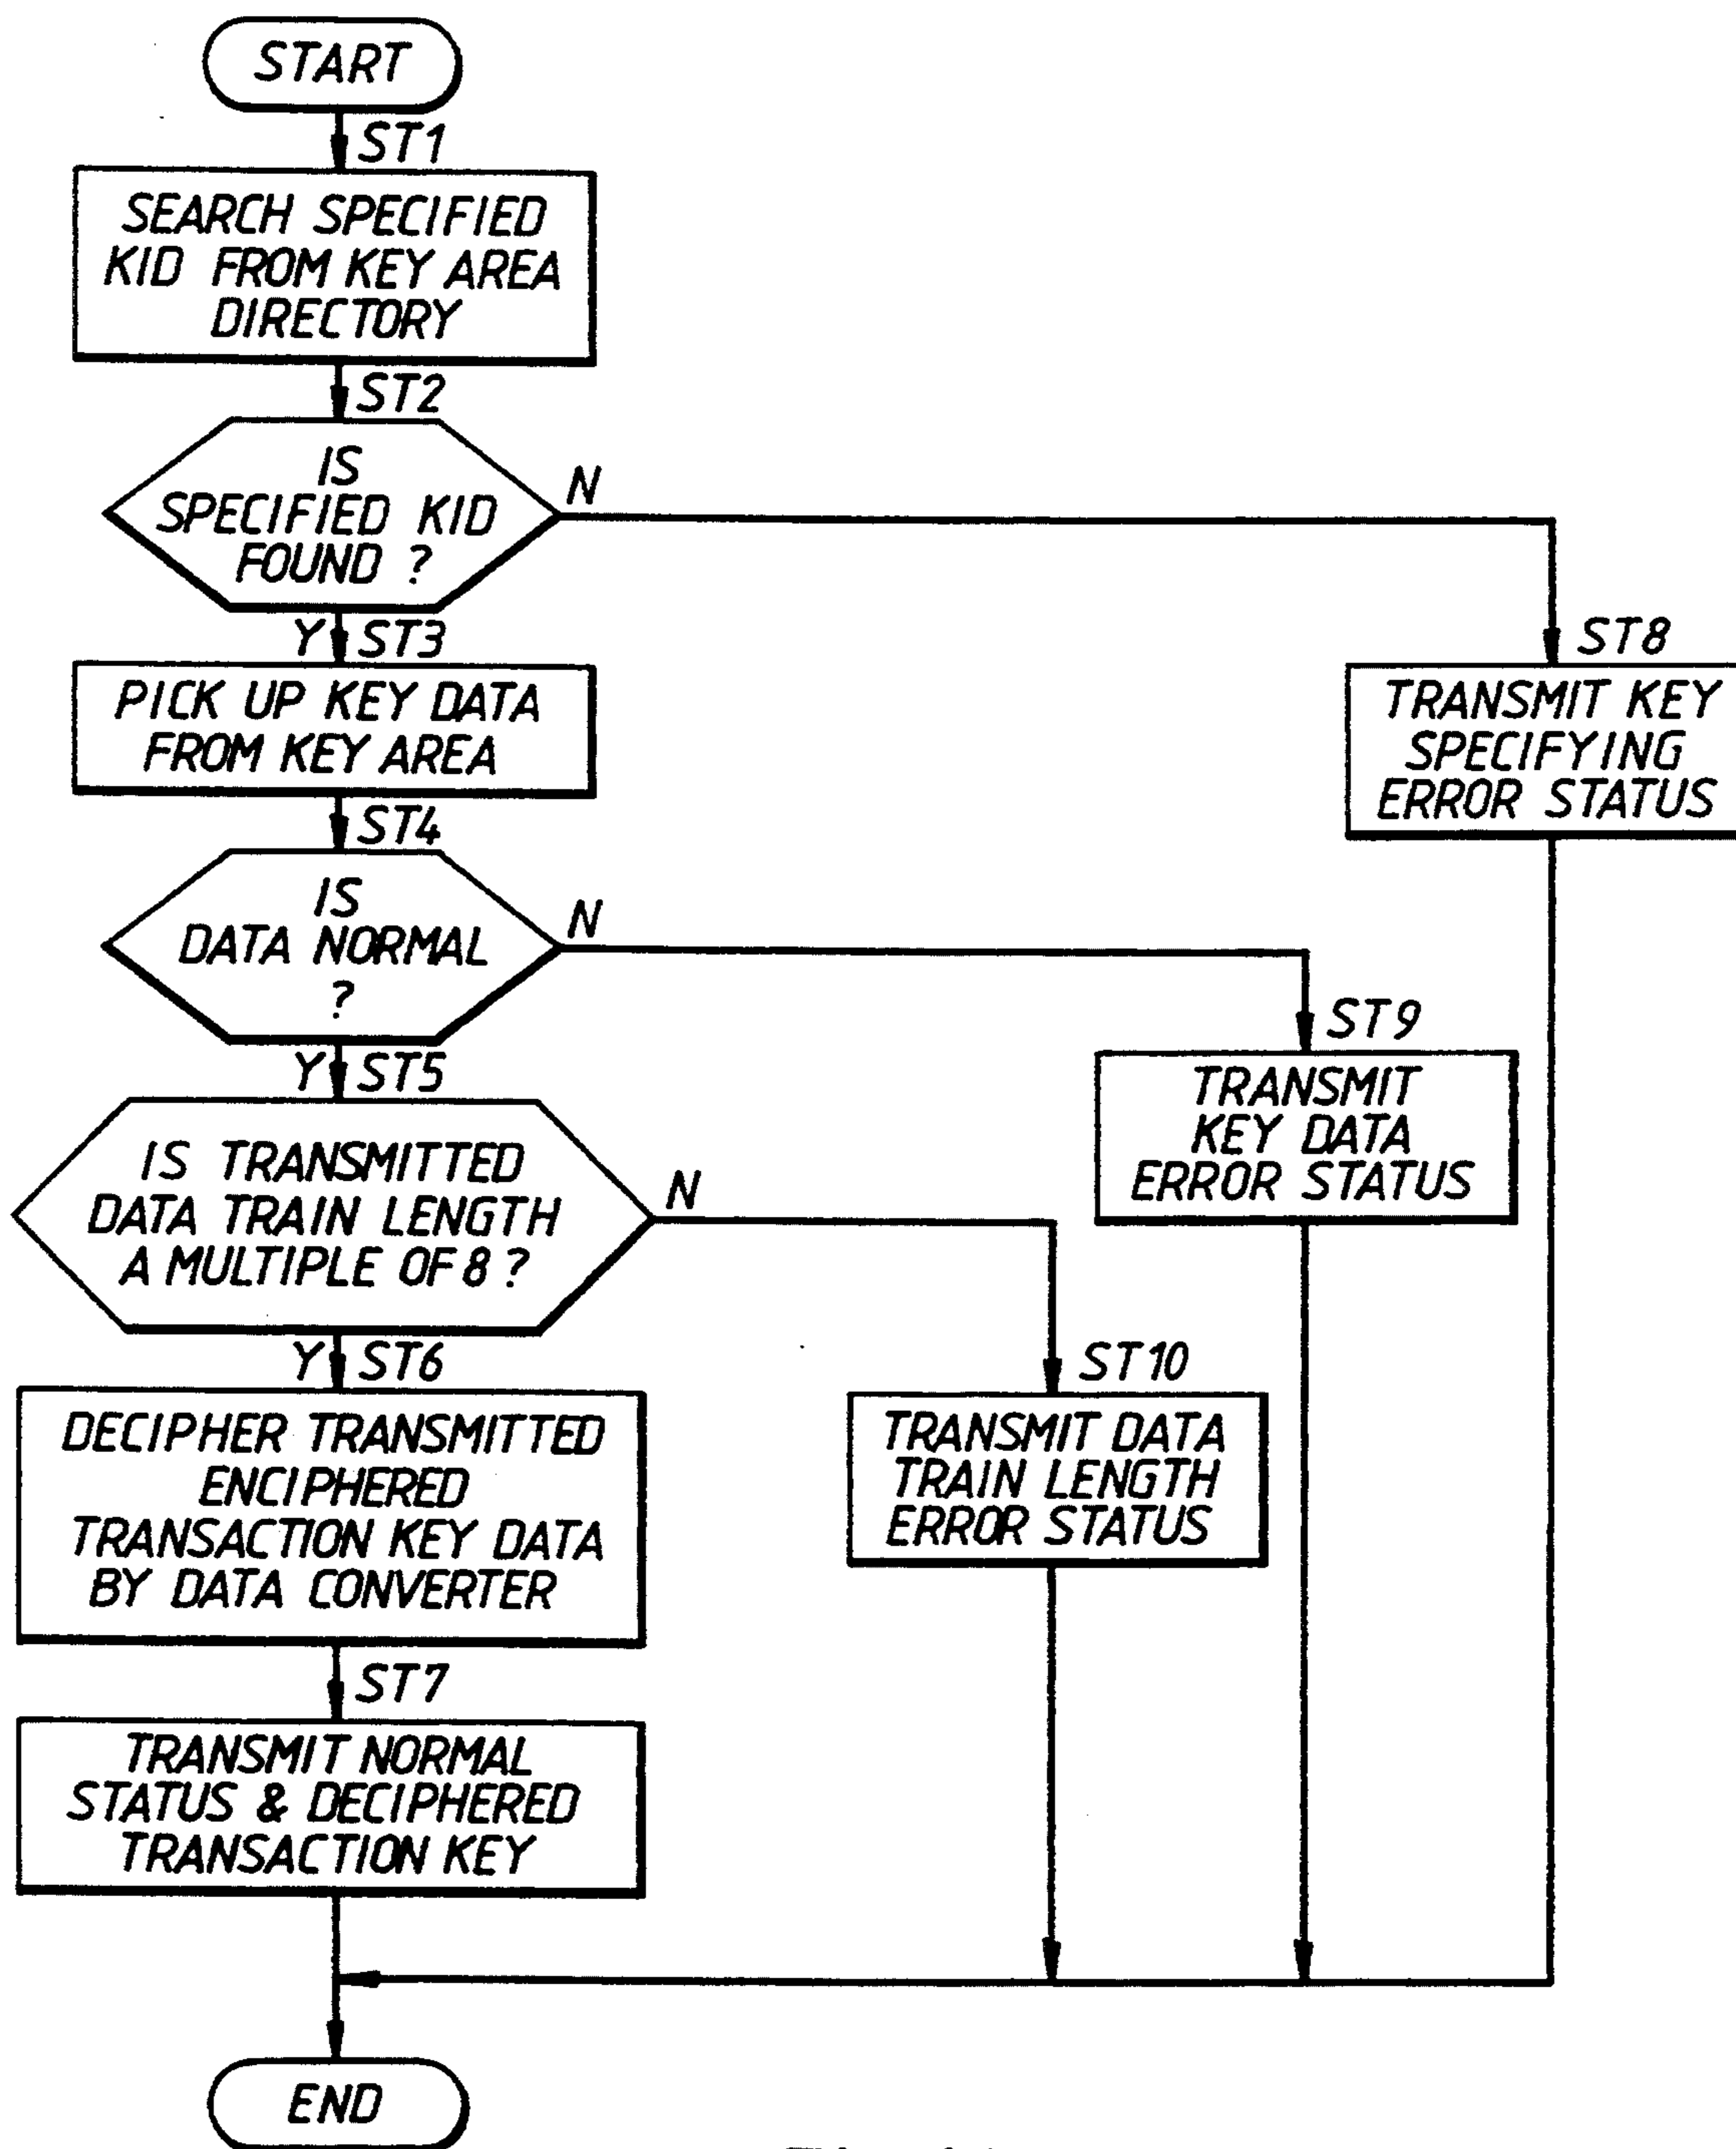 START
ST1
SEARCH SPECIFIED
KID FROM KEY AREA
DIRECTORY
ST2
IS
SPECIFIED KID
FOUND ?
N
Y ST3
PICK UP KEY DATA
FROM KEY AREA
ST8
TRANSMIT KEY
SPECIFYING
ERROR STATUS
ST4
IS
DATA NORMAL
?
N
ST9
TRANSMIT
KEY DATA
ERROR STATUS
Y ST5
IS TRANSMITTED
DATA TRAIN LENGTH
A MULTIPLE OF 8 ?
N
ST10
TRANSMIT DATA
TRAIN LENGTH
ERROR STATUS
Y ST6
DECIPHER TRANSMITTED
ENCIPHERED
TRANSACTION KEY DATA
BY DATA CONVERTER
ST7
TRANSMIT NORMAL
STATUS & DECIPHERED
TRANSACTION KEY
END